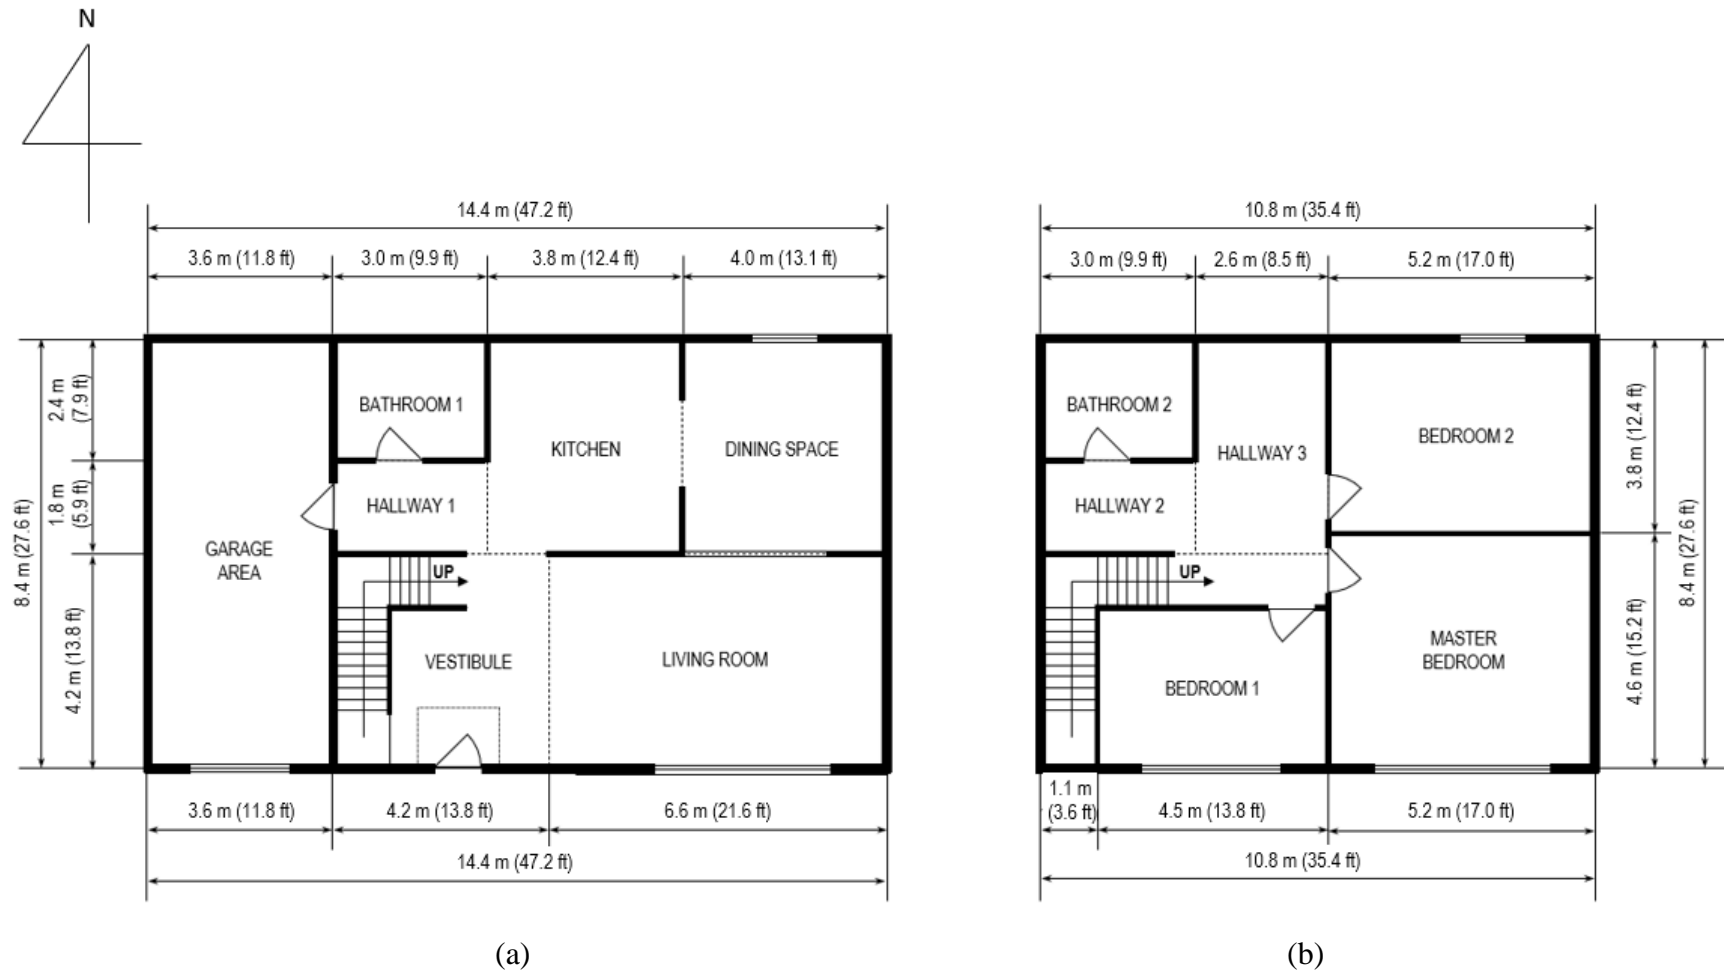 N
14.4 m (47.2 ft)
3.6 m (11.8 ft)
3.0 m (9.9 ft)
3.8 m (12.4 ft)
4.0 m (13.1 ft)
2.4 m
(7.9 ft)
1.8 m
(5.9 ft)
8.4 m (27.6 ft)
4.2 m (13.8 ft)
BATHROOM 1
KITCHEN
DINING SPACE
HALLWAY 1
GARAGE
AREA
UP
VESTIBULE
LIVING ROOM
3.6 m (11.8 ft)
4.2 m (13.8 ft)
6.6 m (21.6 ft)
14.4 m (47.2 ft)
(a)
10.8 m (35.4 ft)
3.0 m (9.9 ft)
2.6 m (8.5 ft)
5.2 m (17.0 ft)
BATHROOM 2
HALLWAY 3
BEDROOM 2
HALLWAY 2
UP
MASTER
BEDROOM
BEDROOM 1
3.8 m (12.4 ft)
8.4 m (27.6 ft)
4.6 m (15.2 ft)
1.1 m
(3.6 ft)
4.5 m (13.8 ft)
5.2 m (17.0 ft)
10.8 m (35.4 ft)
(b)